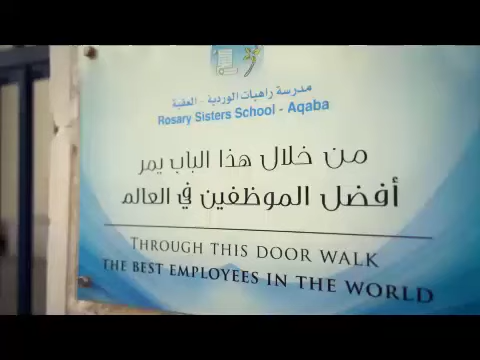 مدرسة راهبات الوردية - العقبة
Rosary Sisters School - Aqaba
من خلال هذا الباب يمر
أفضل الموظفين في العالم
THROUGH THIS DOOR WALK
THE BEST EMPLOYEES IN THE WORLD